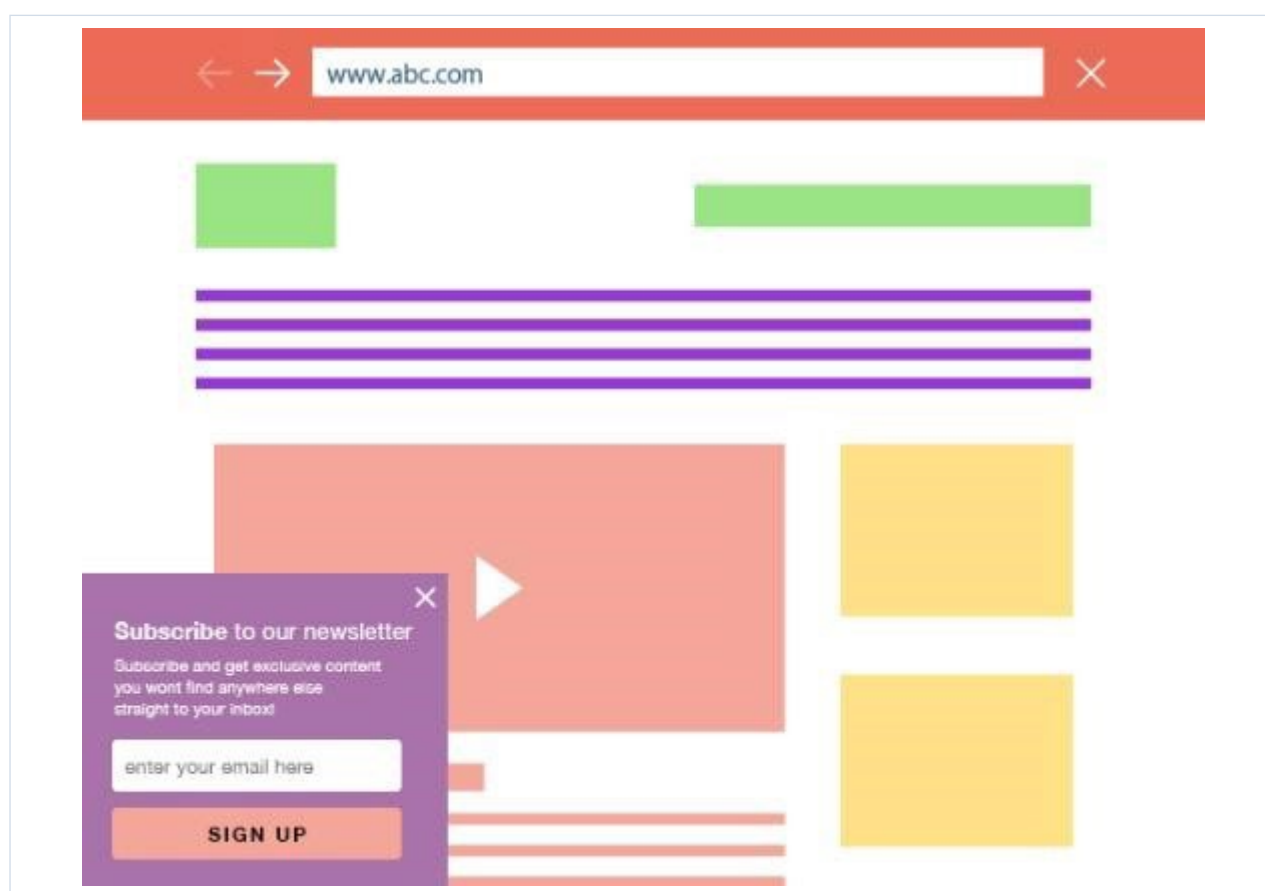 www.abc.com
Subscribe to our newsletter
Subscribe and get exclusive content
you wont find anywhere else
straight to your inbox!
enter your email here
SIGN UP